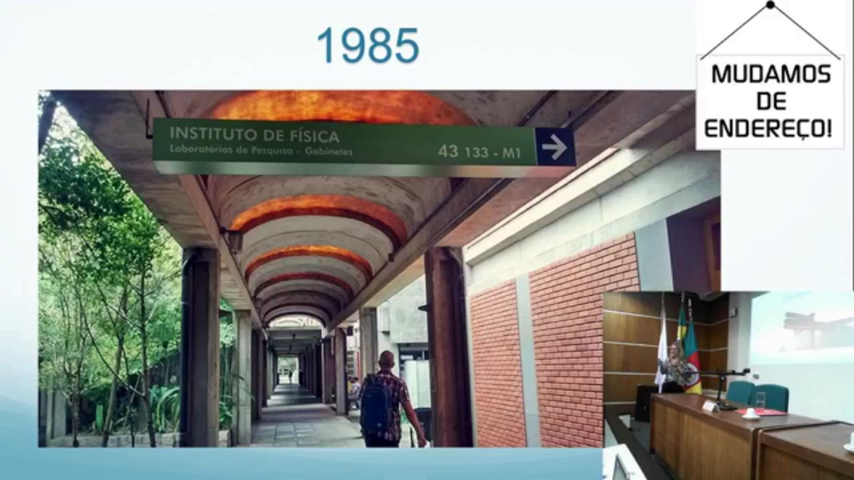 1985
MUDAMOS
DE
ENDEREÇO!
INSTITUTO DE FÍSICA
Laboratórios de Pesquisa - Gabinetes
43 133 - M1